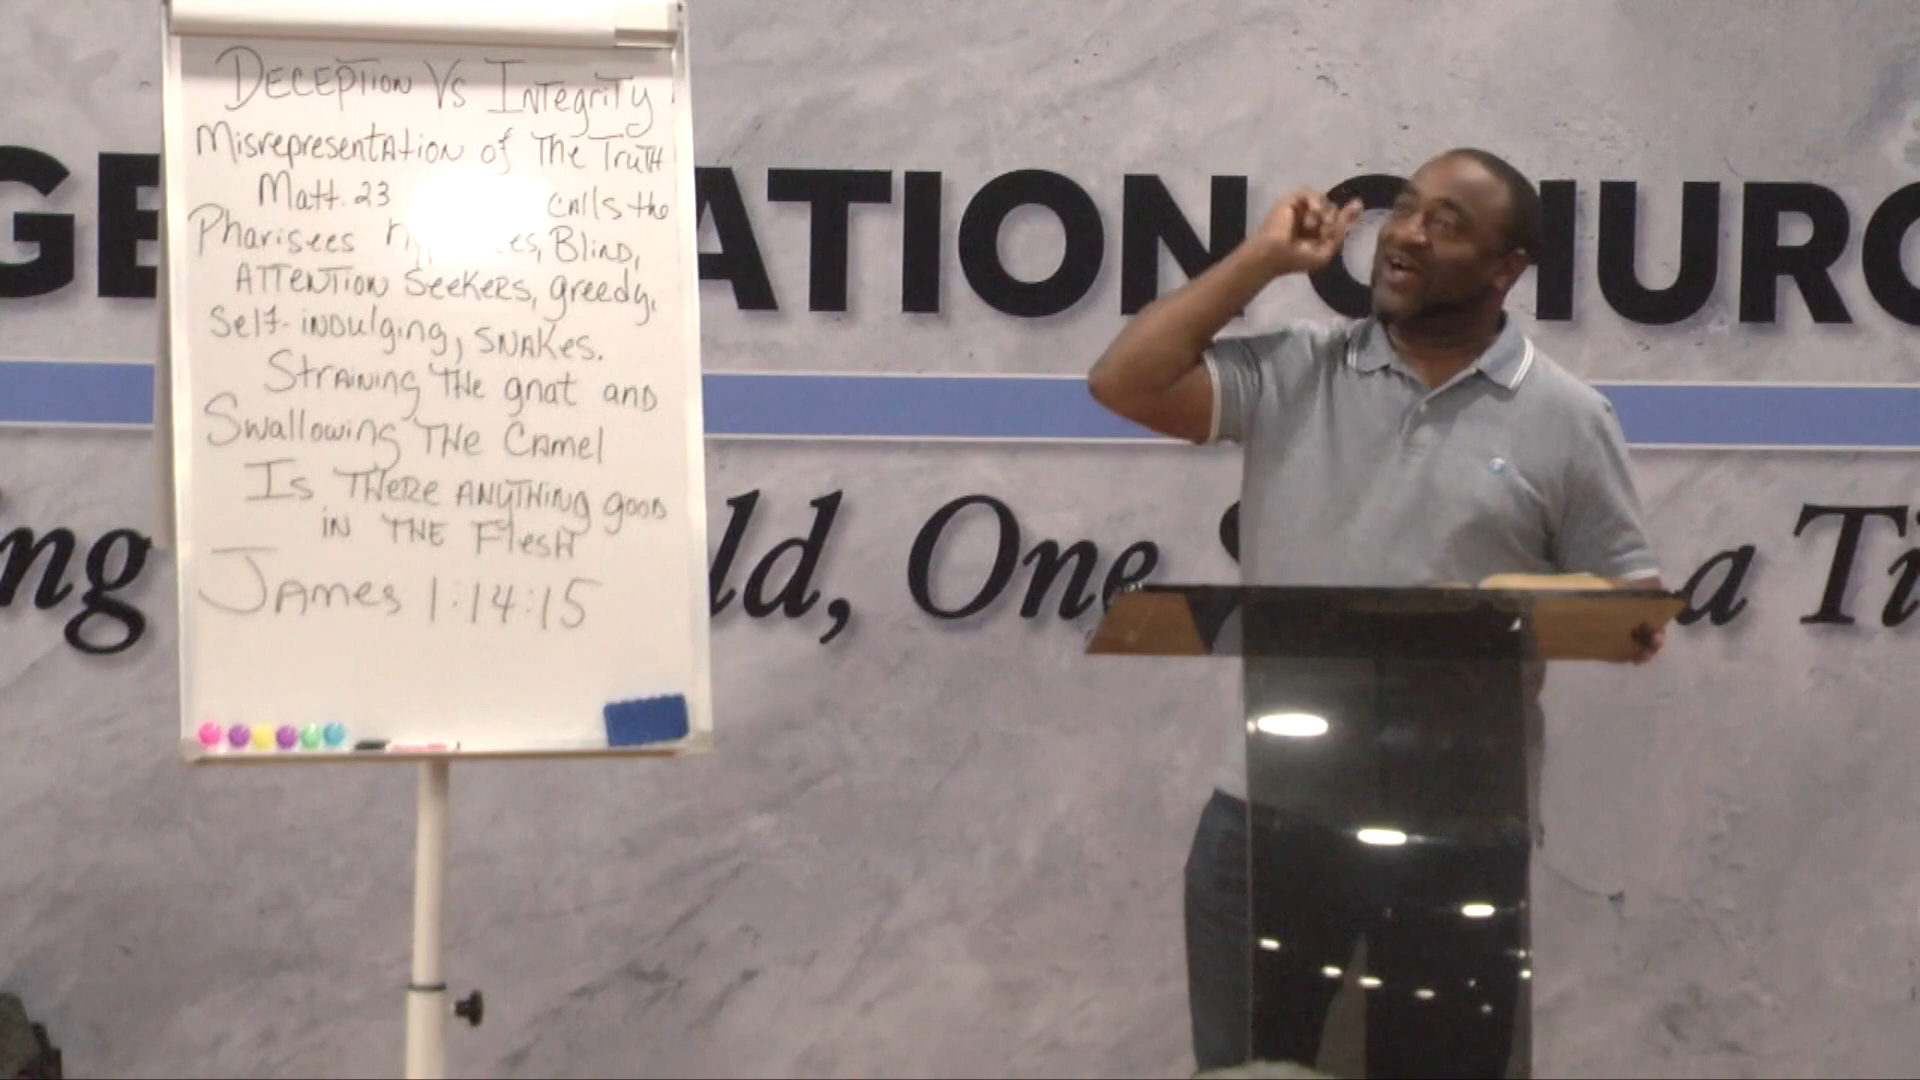 Deception Vs Integrity
Misrepresentation of The Truth
Matt. 23 calls the
Pharisees Blind,
Attention Seekers, greedy,
Self-indulging, snakes.
Straining The gnat and
Swallowing The Camel
Is There Anything good
in The Flesh
James 1:14:15
GE ATION CHURC
ng ld, One a Ti